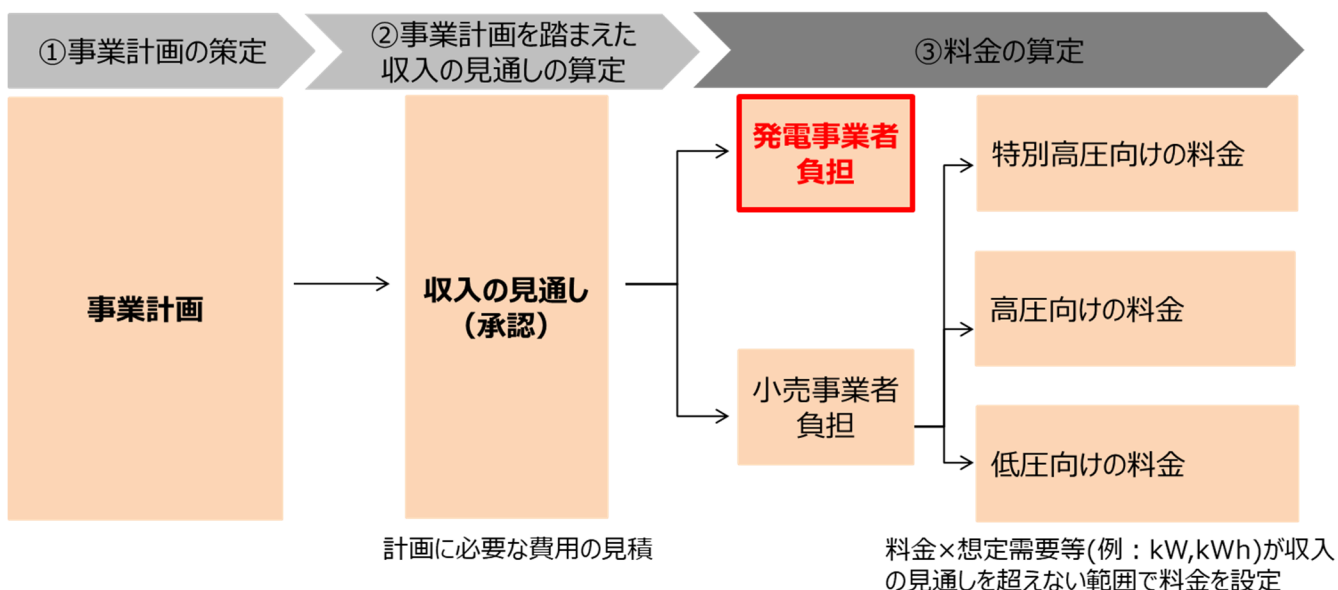 ①事業計画の策定
②事業計画を踏まえた
収入の見通しの算定
③料金の算定
事業計画
収入の見通し
（承認）
計画に必要な費用の見積
発電事業者
負担
小売事業者
負担
特別高圧向けの料金
高圧向けの料金
低圧向けの料金
料金×想定需要等(例：kW,kWh)が収入
の見通しを超えない範囲で料金を設定